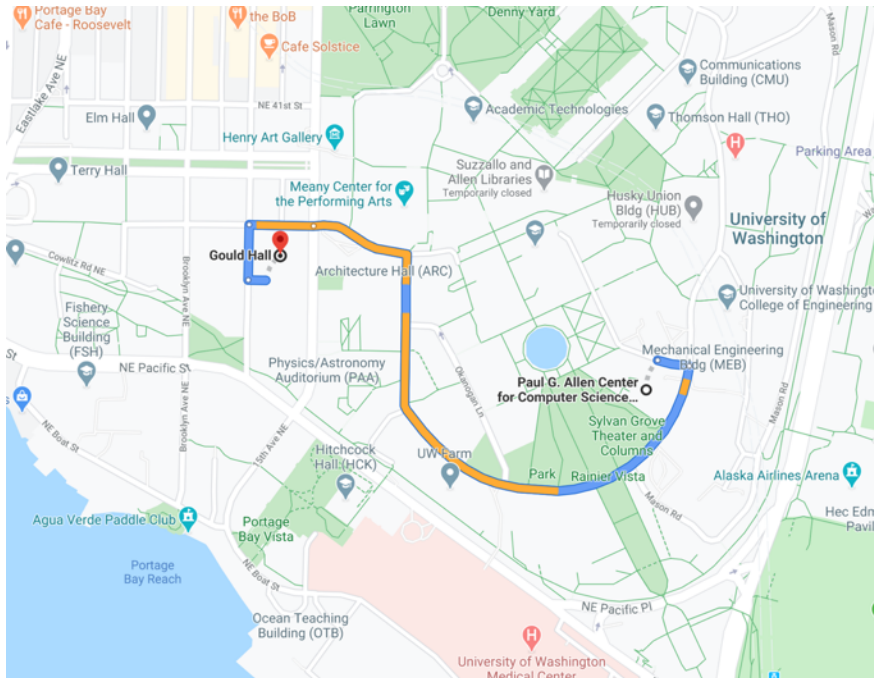 Portage Bay
Cafe - Roosevelt
the BoB
Cafe Solstice
Parrington
Lawn
Denny Yard
Mason Rd
Communications
Building (CMU)
Eastlake Ave NE
NE 41st St
Elm Hall
Academic Technologies
Thomson Hall (THO)
Henry Art Gallery
Parking Area
Terry Hall
Suzzallo and
Allen Libraries
Temporarily closed
Meany Center for
the Performing Arts
Husky Union
Bldg (HUB)
Temporarily closed
University of
Washington
Gould Hall
Cowlitz Rd NE
Brooklyn Ave NE
Architecture Hall (ARC)
University of Washington
College of Engineering
Fishery
Science
Building
(FSH)
St
NE Pacific St
Physics/Astronomy
Auditorium (PAA)
Okanogan Ln
Mechanical Engineering
Bldg (MEB)
Paul G. Allen Center
for Computer Science...
Mason Rd
NE Boat St
Brooklyn Ave NE
15th Ave NE
Hitchcock
Hall (HCK)
UW Farm
Sylvan Grove
Theater and
Columns
Park
Rainier Vista
Alaska Airlines Arena
Mason Rd
Hec Edm
Pavil
Agua Verde Paddle Club
Portage
Bay Vista
Portage
Bay Reach
NE Boat St
NE Pacific Pl
Ocean Teaching
Building (OTB)
University of Washington
Medical Center